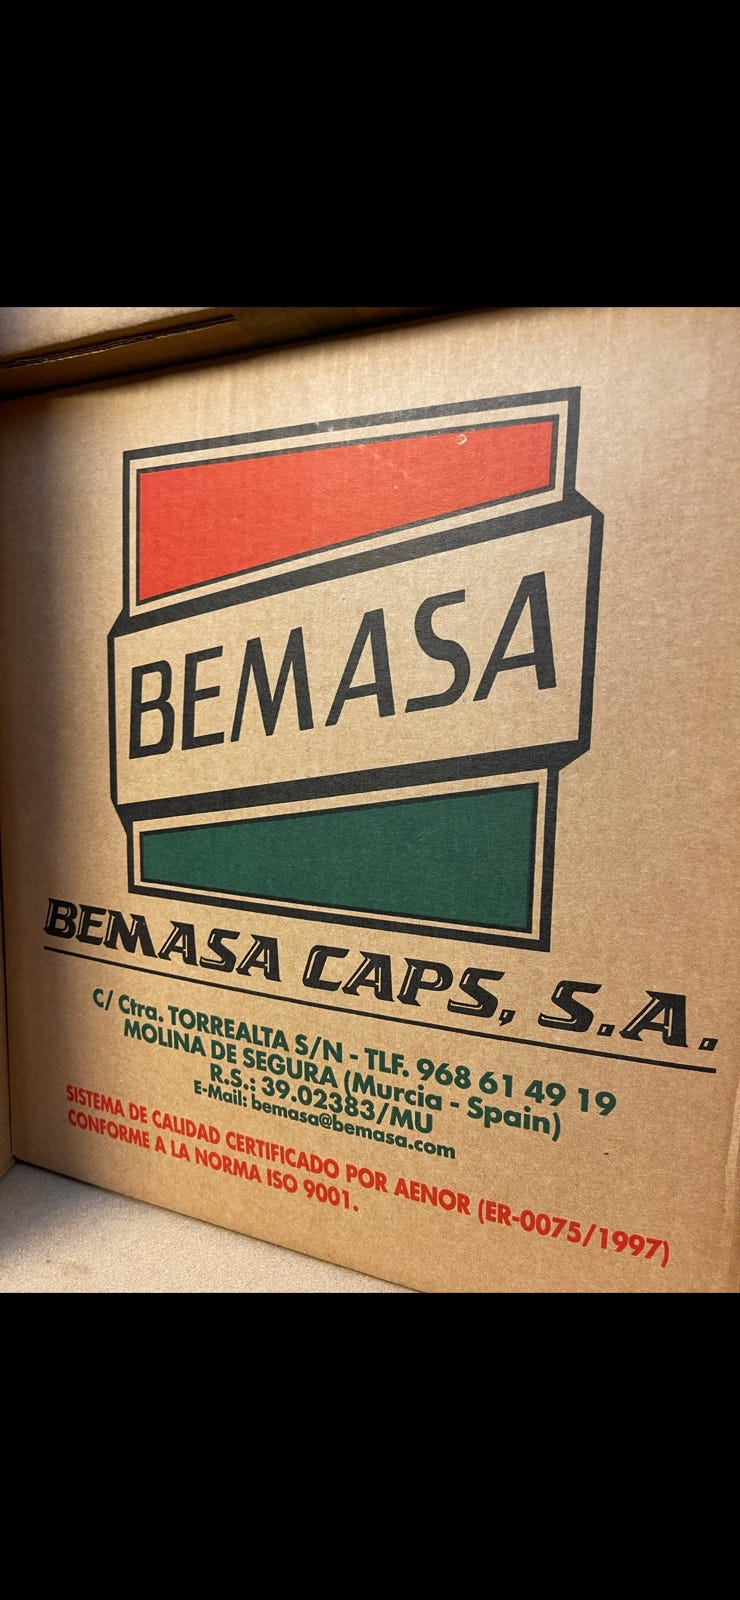 BEMASA
BEMASA CAPS, S.A.
C/ Ctra. TORREALTA S/N - TLF. 968 61 49 19
MOLINA DE SEGURA (Murcia - Spain)
R.S.: 39.02383/MU
E-Mail: bemasa@bemasa.com
SISTEMA DE CALIDAD CERTIFICADO POR AENOR (ER-0075/1997)
CONFORME A LA NORMA ISO 9001.